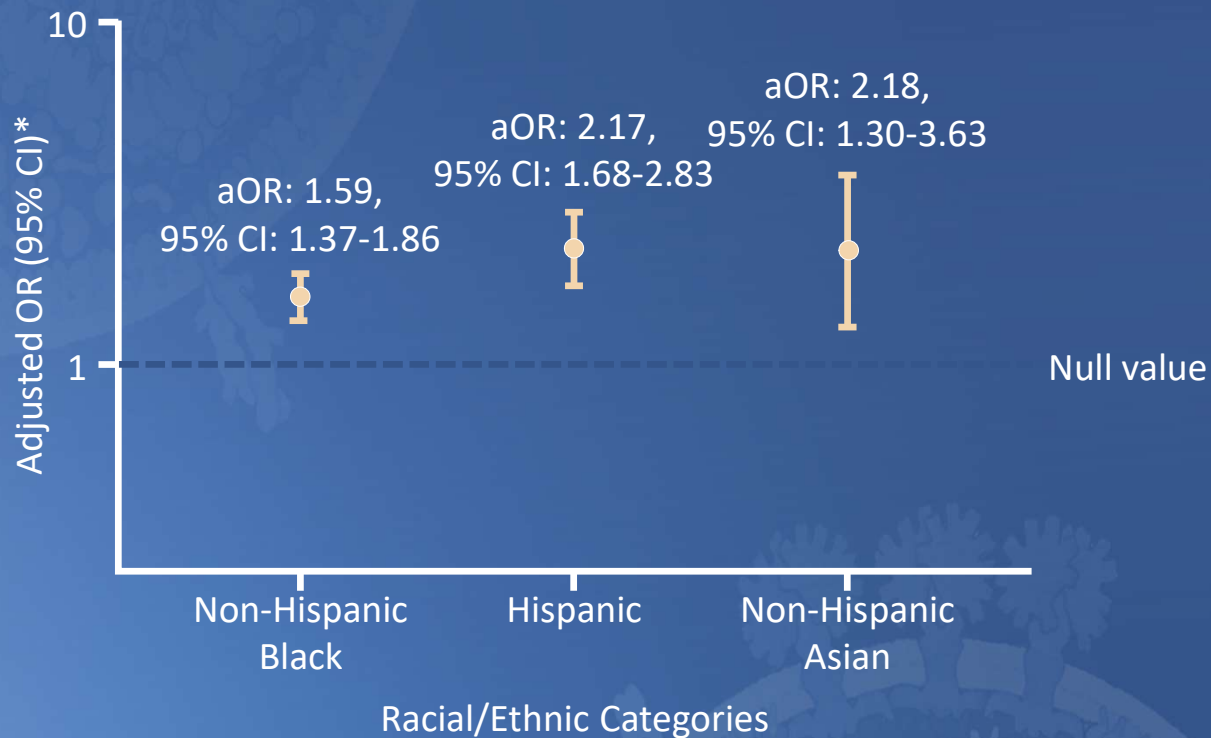 10
aOR: 2.18,
95% CI: 1.30-3.63
aOR: 2.17,
95% CI: 1.68-2.83
aOR: 1.59,
95% CI: 1.37-1.86
Adjusted OR (95% CI)*
1
Null value
Non-Hispanic
Black
Hispanic
Non-Hispanic
Asian
Racial/Ethnic Categories